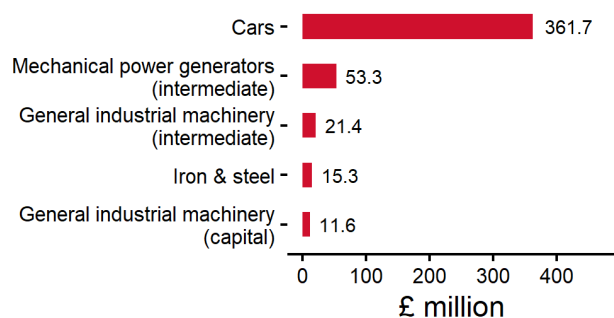 Cars
361.7
Mechanical power generators
(intermediate)
53.3
General industrial machinery
(intermediate)
21.4
Iron & steel
15.3
General industrial machinery
(capital)
11.6
0 100 200 300 400
£ million